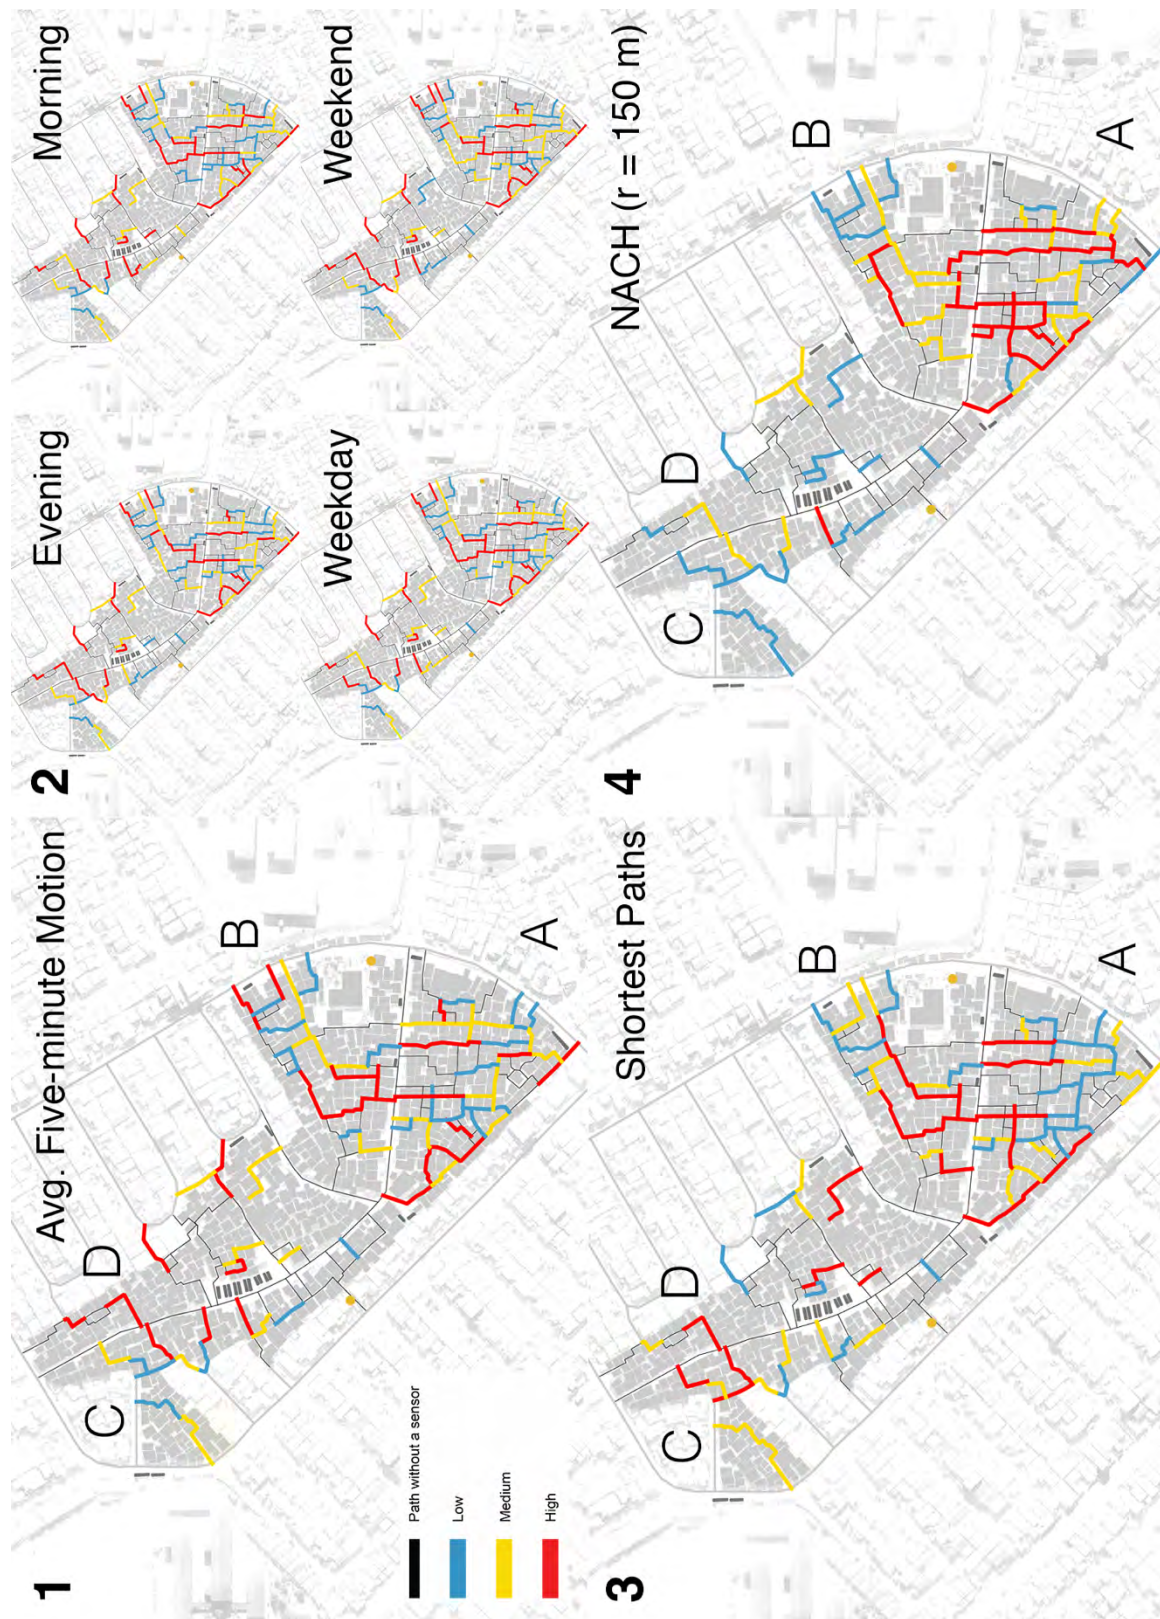 1
Avg. Five-minute Motion
D
B
C
A
Path without a sensor
Low
Medium
High
2
Evening
Morning
Weekday
Weekend
3
Shortest Paths
D
B
C
A
4
NACH (r = 150 m)
D
B
C
A